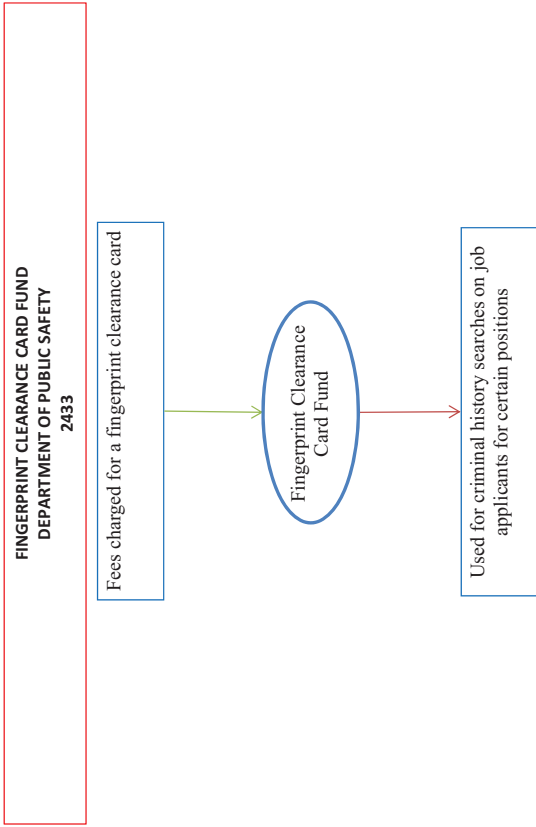 FINGERPRINT CLEARANCE CARD FUND
DEPARTMENT OF PUBLIC SAFETY
2433
Fees charged for a fingerprint clearance card
Fingerprint Clearance
Card Fund
Used for criminal history searches on job
applicants for certain positions